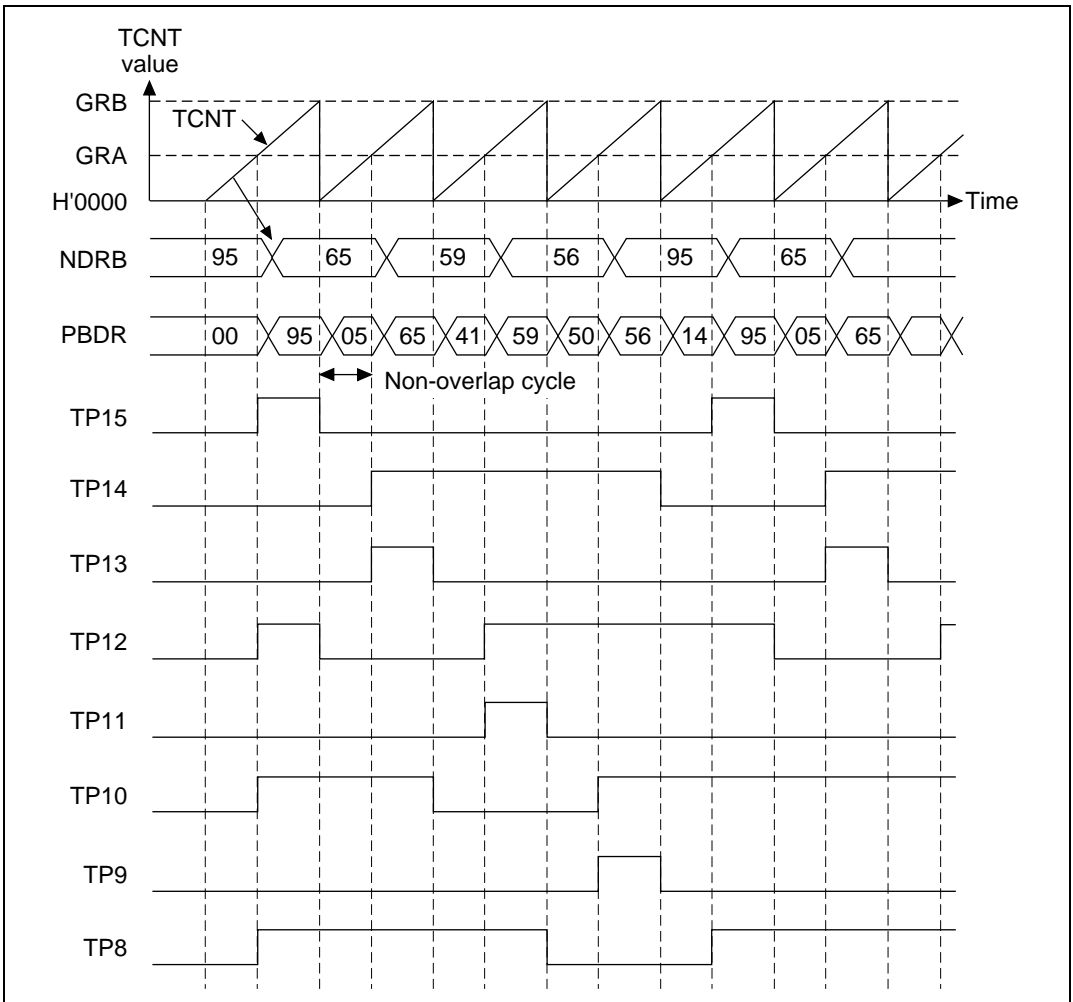 TCNT
value
GRB
TCNT
GRA
H'0000
Time
NDRB 95 65 59 56 95 65
PBDR 00 95 05 65 41 59 50 56 14 95 05 65
Non-overlap cycle
TP15
TP14
TP13
TP12
TP11
TP10
TP9
TP8